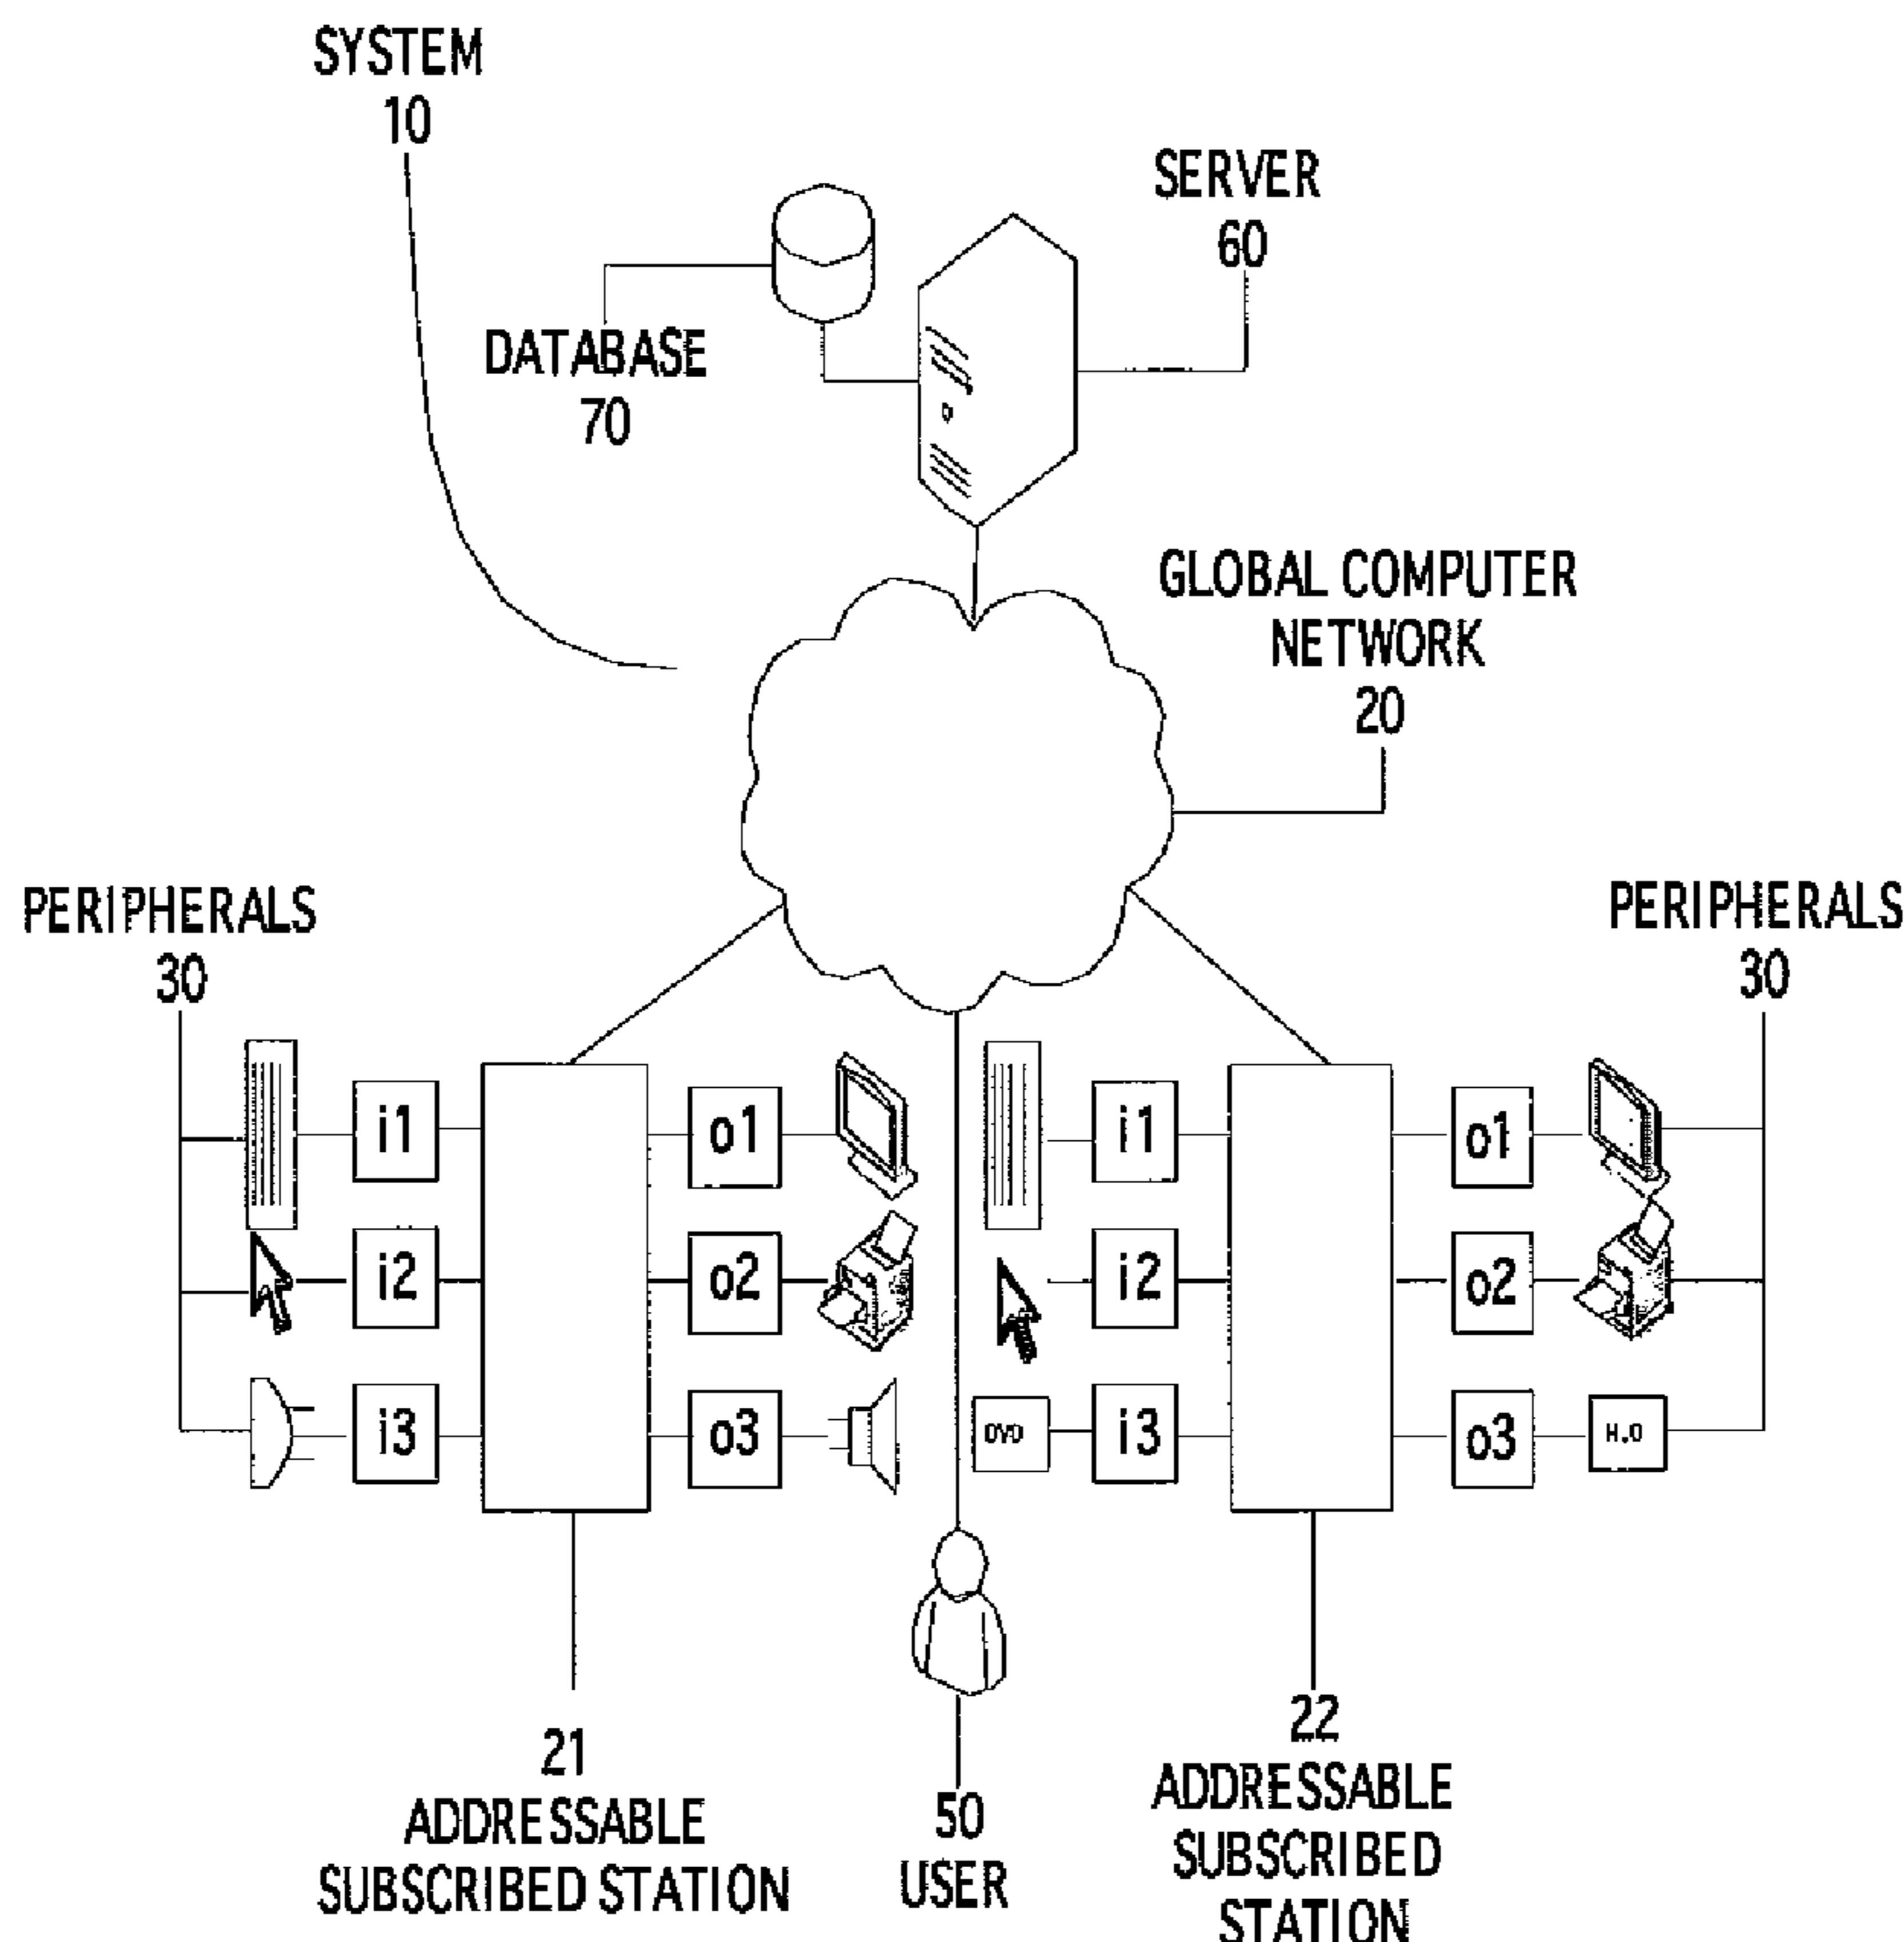 SYSTEM
10
SERVER
60
DATABASE
70
GLOBAL COMPUTER
NETWORK
20
PERIPHERALS
30
PERIPHERALS
30
i1
o1
i1
o1
i2
o2
i2
o2
i3
o3
DVD
i3
o3
H₂O
21
ADDRESSABLE
SUBSCRIBED STATION
50
USER
22
ADDRESSABLE
SUBSCRIBED
STATION